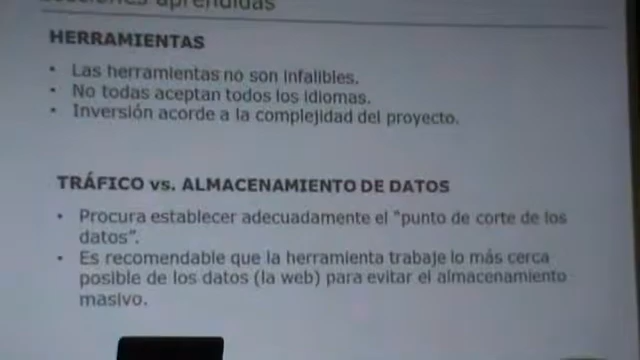 aprendidas
HERRAMIENTAS
• Las herramientas no son infalibles.
• No todas aceptan todos los idiomas.
• Inversión acorde a la complejidad del proyecto.
TRÁFICO vs. ALMACENAMIENTO DE DATOS
• Procura establecer adecuadamente el “punto de corte de los
datos”.
• Es recomendable que la herramienta trabaje lo más cerca
posible de los datos (la web) para evitar el almacenamiento
masivo.